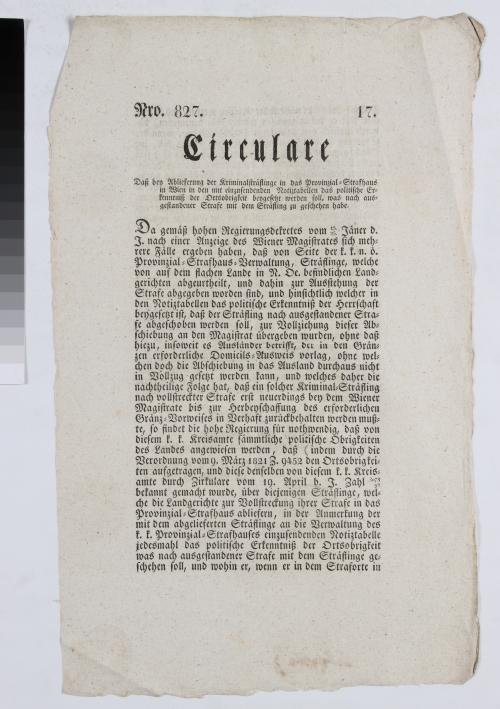 Nro. 827. 17.
Circulare
Daß bey Ablieferung der Kriminalsträflinge in das Provinzial-Strafhaus
in Wien in den mit einzusendenden Notiztabellen das politische Er-
kenntniß der Ortsobrigkeit beygesetzt werden soll, was nach aus-
gestandener Strafe mit dem Sträfling zu geschehen habe.
Da gemäß hohen Regierungsdekretes vom Jäner d.
J. nach einer Anzeige des Wiener Magistrates sich meh-
rere Fälle ergeben haben, daß von Seite der k. k. n. ö.
Provinzial-Strafhaus-Verwaltung, Sträflinge, welche
von auf dem flachen Lande in N. Oe. befindlichen Land-
gerichten abgeurtheilt, und dahin zur Ausstehung der
Strafe abgegeben worden sind, und hinsichtlich welcher in
den Notiztabellen das politische Erkenntniß der Herrschaft
beygesetzt ist, daß der Sträfling nach ausgestandener Stra-
fe abgeschoben werden soll, zur Vollziehung dieser Ab-
schiebung an den Magistrat übergeben wurden, ohne daß
hiezu, insoweit es Ausländer betrifft, der in den Grän-
zen erforderliche Domicils-Ausweis vorlag, ohne wel-
chen doch die Abschiebung in das Ausland durchaus nicht
in Vollzug gesetzt werden kann, und welches daher die
nachtheilige Folge hat, daß ein solcher Kriminal-Sträfling
nach vollstreckter Strafe erst neuerdings bey dem Wiener
Magistrate bis zur Herbeyschaffung des erforderlichen
Gränz-Vorweises in Verhaft zurückbehalten werden muß-
te, so findet die hohe Regierung für nothwendig, daß von
diesem k. k. Kreisamte sämmtliche politische Obrigkeiten
des Landes angewiesen werden, daß (indem durch die
Verordnung vom 9. März 1821 Z. 9452 den Ortsobrigkei-
ten aufgetragen, und diese denselben von diesem k. k. Kreis-
amte durch Zirkulare vom 19. April h. J. Zahl
bekannt gemacht wurde, über diejenigen Sträflinge, wel-
che die Landgerichte zur Vollstreckung ihrer Strafe in das
Provinzial-Strafhaus abliefern, in der Anmerkung der
mit dem abgelieferten Sträflinge an die Verwaltung des
k. k. Provinzial-Strafhauses einzusendenden Notiztabelle
jedesmahl das politische Erkenntniß der Ortsobrigkeit
was nach ausgestandener Strafe mit dem Sträflinge ge-
schehen soll, und wohin er, wenn er in dem Straforte in